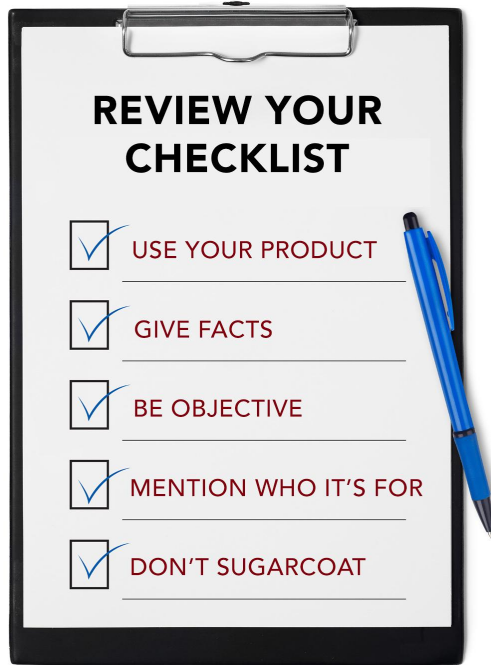 REVIEW YOUR
CHECKLIST
USE YOUR PRODUCT
GIVE FACTS
BE OBJECTIVE
MENTION WHO IT'S FOR
DON'T SUGARCOAT